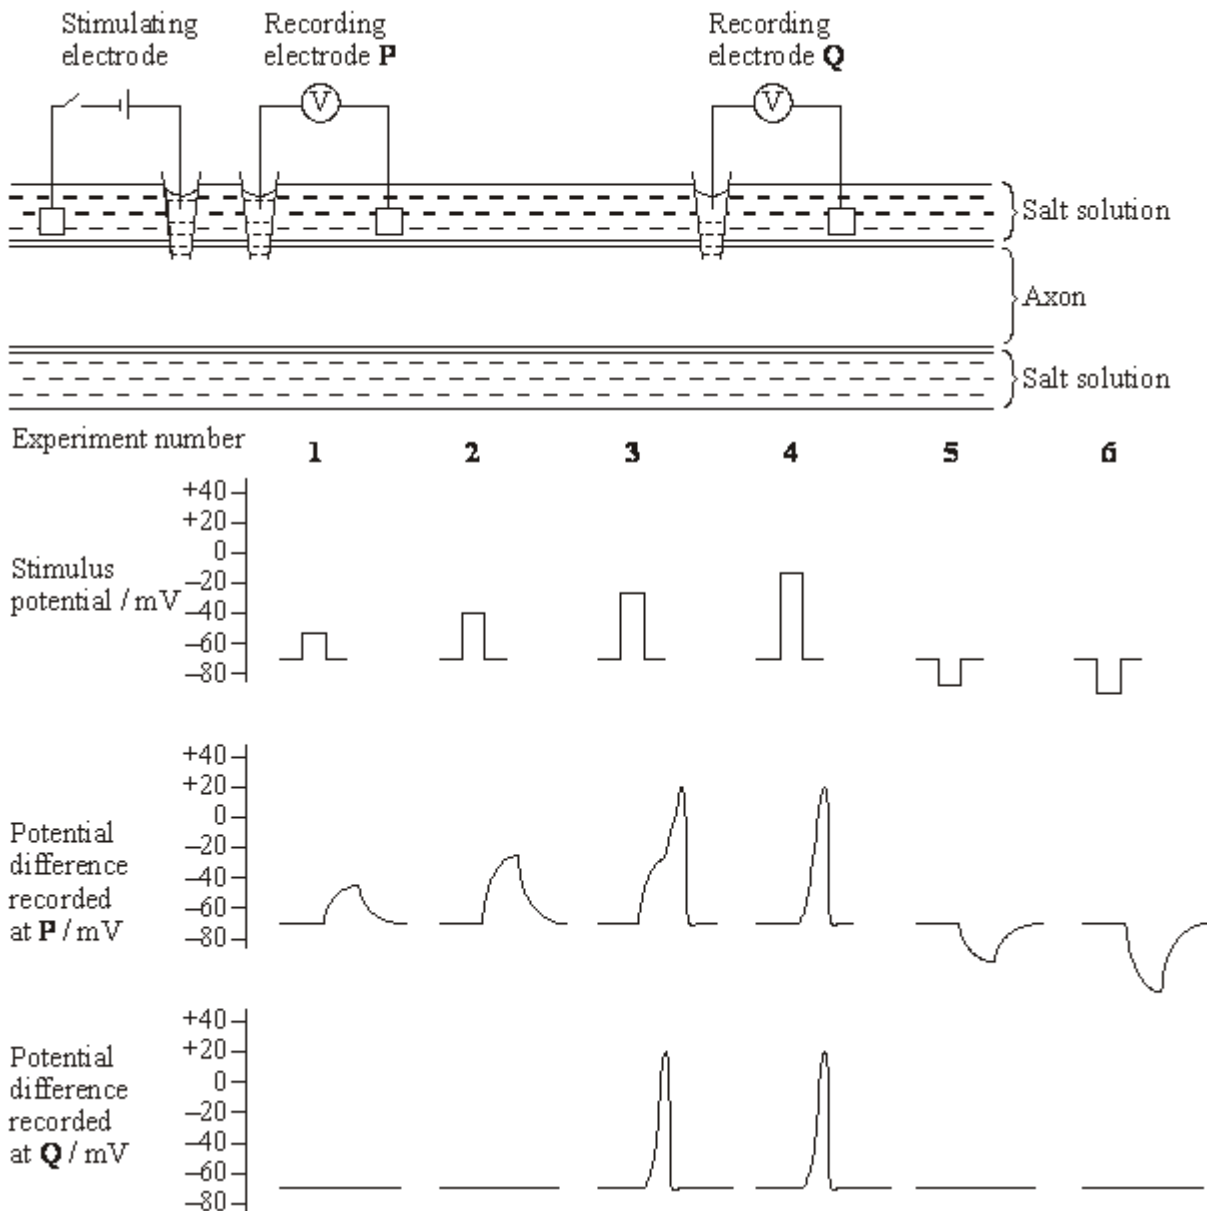 Stimulating
electrode
Recording
electrode P
Recording
electrode Q
V
V
Salt solution
Axon
Salt solution
Experiment number
1 2 3 4 5 6
Stimulus
potential / mV
+40
+20
0
–20
–40
–60
–80
Potential
difference
recorded
at P / mV
+40
+20
0
–20
–40
–60
–80
Potential
difference
recorded
at Q / mV
+40
+20
0
–20
–40
–60
–80